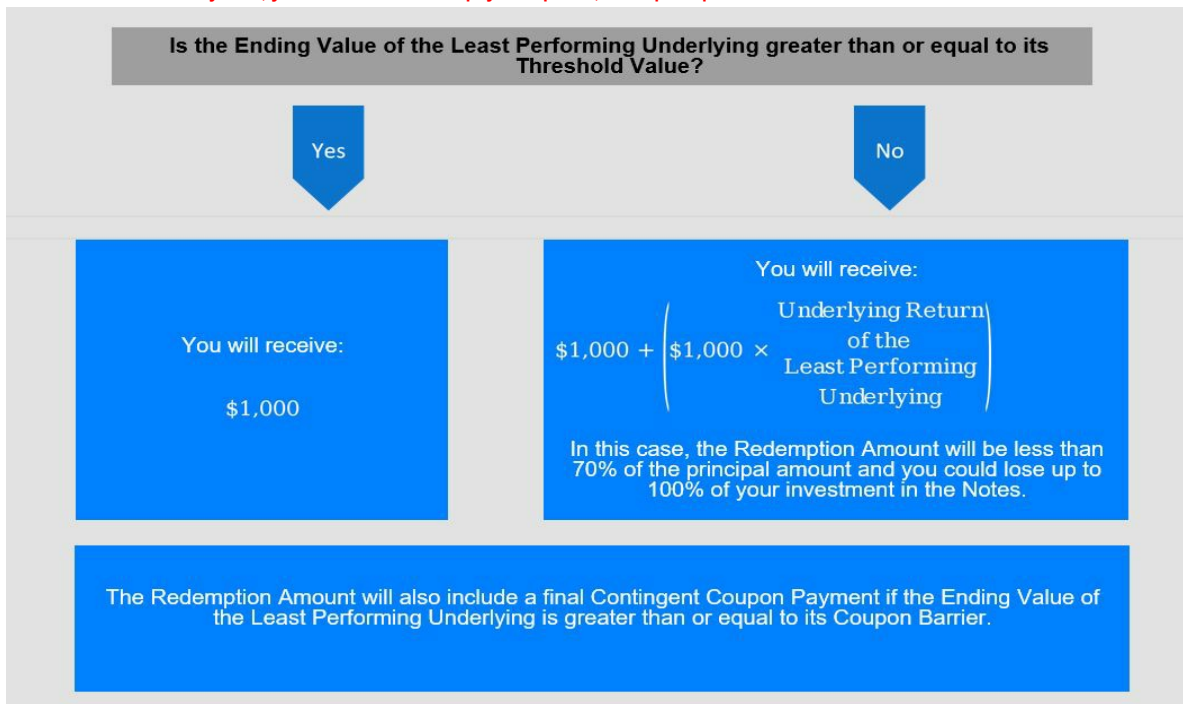 Is the Ending Value of the Least Performing Underlying greater than or equal to its
Threshold Value?
Yes
No
You will receive:
$1,000
You will receive:
$1,000 + ($1,000 × Underlying Return
of the
Least Performing
Underlying)
In this case, the Redemption Amount will be less than
70% of the principal amount and you could lose up to
100% of your investment in the Notes.
The Redemption Amount will also include a final Contingent Coupon Payment if the Ending Value of
the Least Performing Underlying is greater than or equal to its Coupon Barrier.